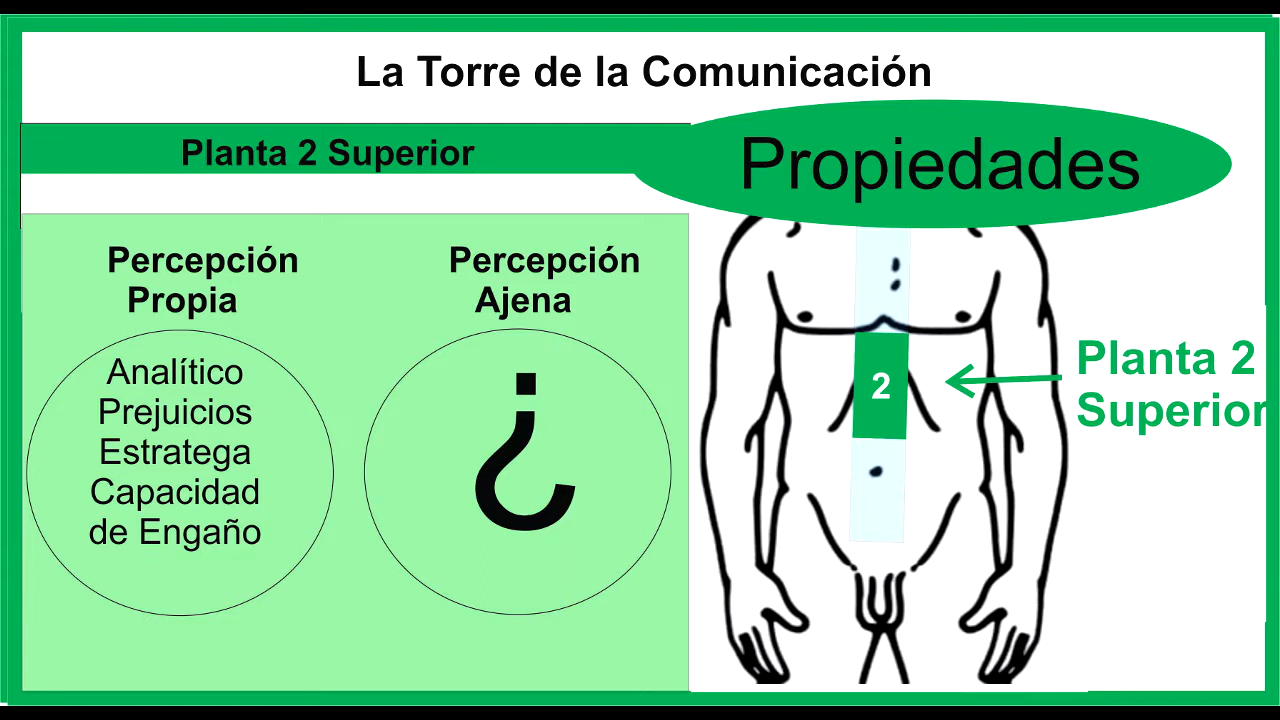 La Torre de la Comunicación
Planta 2 Superior
Propiedades
Percepción
Propia
Analítico
Prejuicios
Estratega
Capacidad
de Engaño
Percepción
Ajena
¿
2
Planta 2
Superior